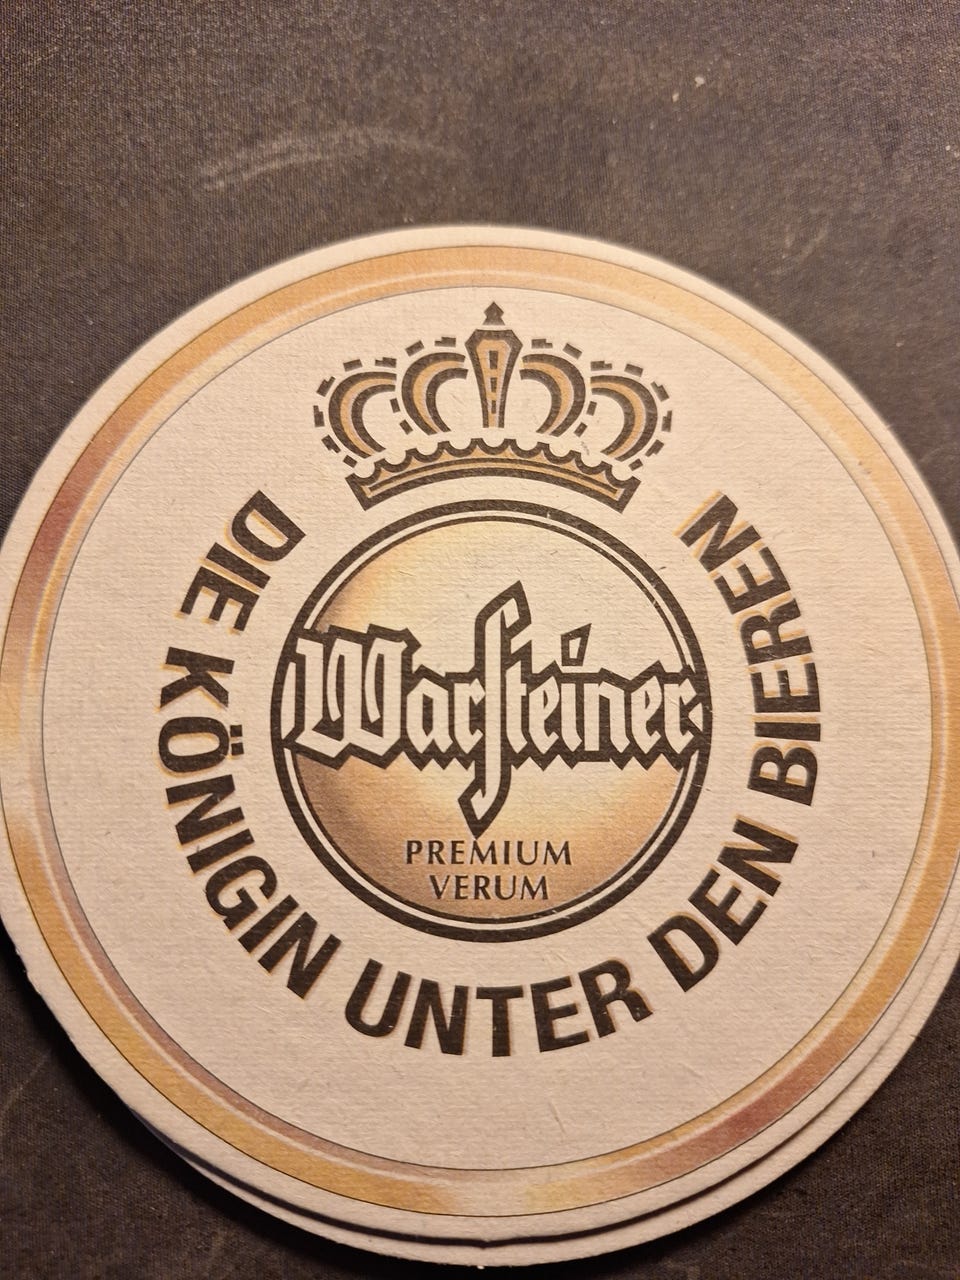 Warsteiner
PREMIUM
VERUM
DIE KÖNIGIN UNTER DEN BIEREN